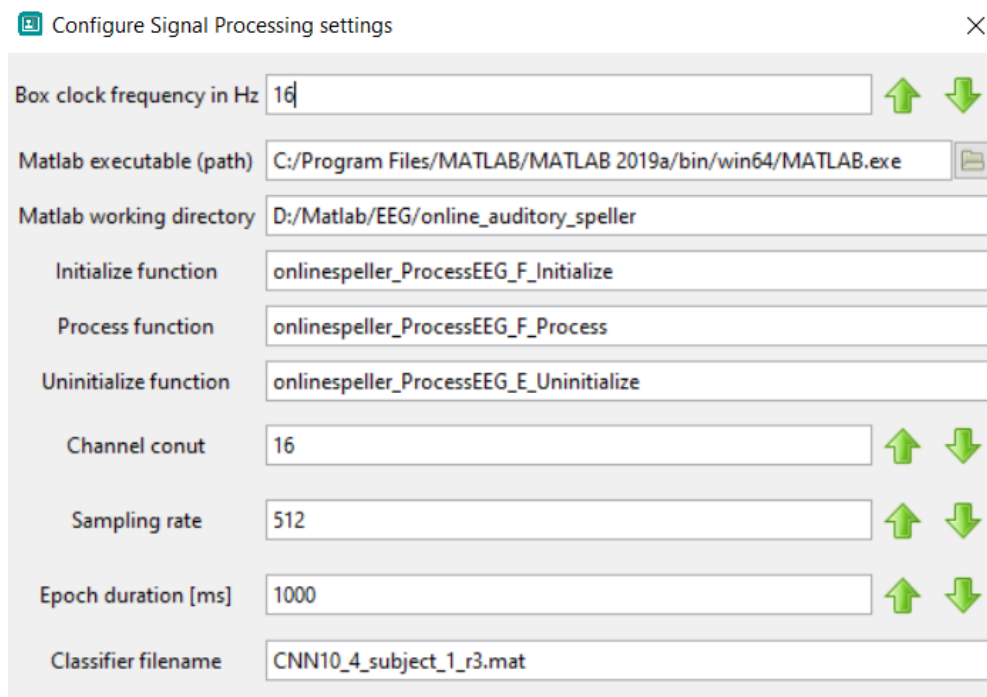 Configure Signal Processing settings
Box clock frequency in Hz 16
Matlab executable (path) C:/Program Files/MATLAB/MATLAB 2019a/bin/win64/MATLAB.exe
Matlab working directory D:/Matlab/EEG/online_auditory_speller
Initialize function onlinespeller_ProcessEEG_F_Initialize
Process function onlinespeller_ProcessEEG_F_Process
Uninitialize function onlinespeller_ProcessEEG_E_Uninitialize
Channel conut 16
Sampling rate 512
Epoch duration [ms] 1000
Classifier filename CNN10_4_subject_1_r3.mat